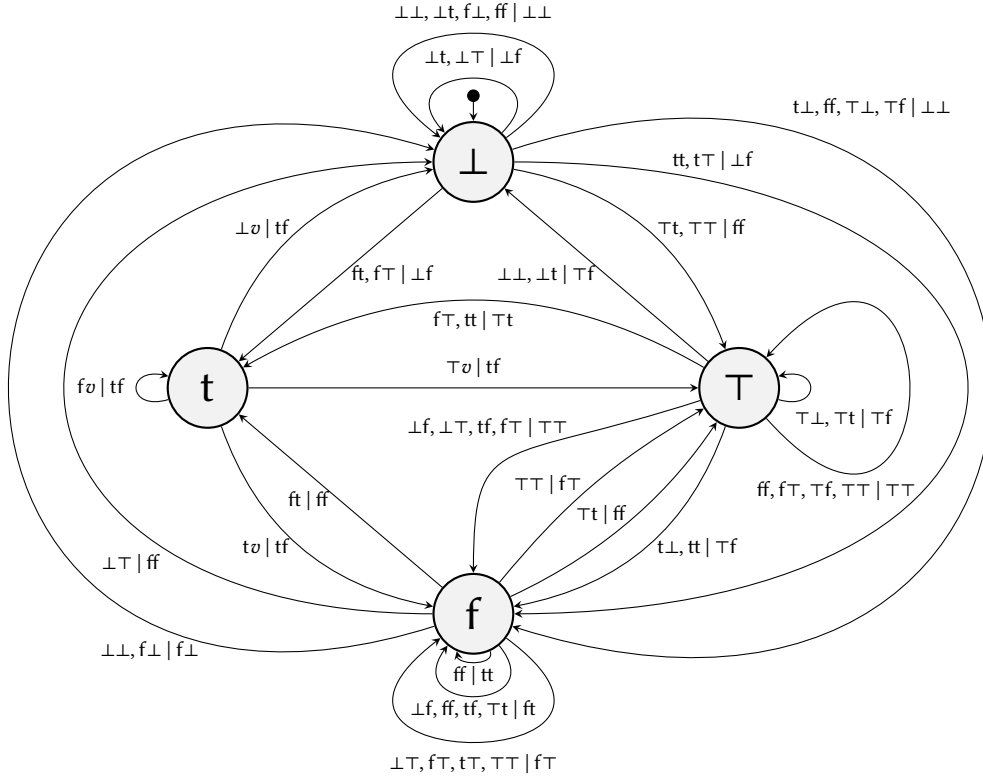 ⊥⊥, ⊥t, f⊥, ff | ⊥⊥
⊥t, ⊥⊤ | ⊥f
t⊥, ff, ⊤⊥, ⊤f | ⊥⊥
⊥
tt, t⊤ | ⊥f
⊥v | tf
⊤t, ⊤⊤ | ff
ft, f⊤ | ⊥f
⊥⊥, ⊥t | ⊤f
f⊤, tt | ⊤t
⊤v | tf
fv | tf
t
⊤
⊤⊥, ⊤t | ⊤f
⊥f, ⊥⊤, tf, f⊤ | ⊤⊤
⊤⊤ | f⊤
ff, f⊤, ⊤f, ⊤⊤ | ⊤⊤
ft | ff
⊤t | ff
tv | tf
t⊥, tt | ⊤f
⊥⊤ | ff
f
⊥⊥, f⊥ | f⊥
ff | tt
⊥f, ff, tf, ⊤t | ft
⊥⊤, f⊤, t⊤, ⊤⊤ | f⊤